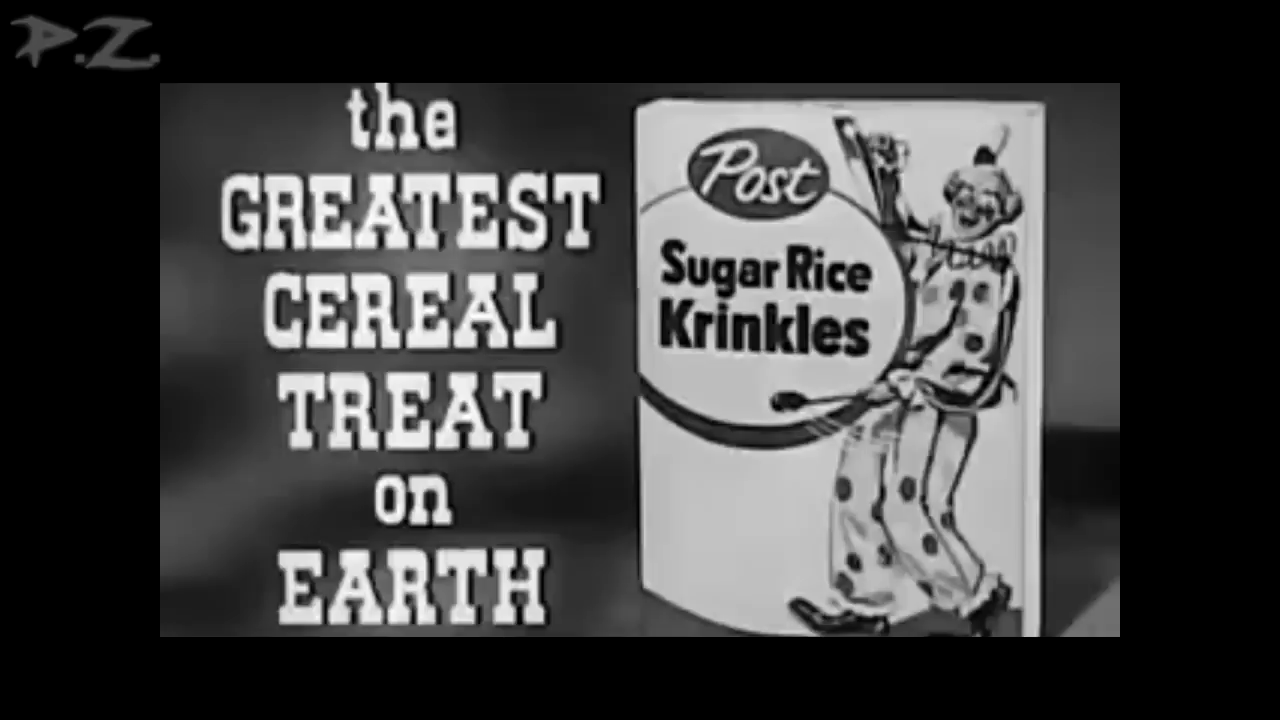 P.Z.
the
GREATEST
CEREAL
TREAT
on
EARTH
Post
Sugar Rice
Krinkles